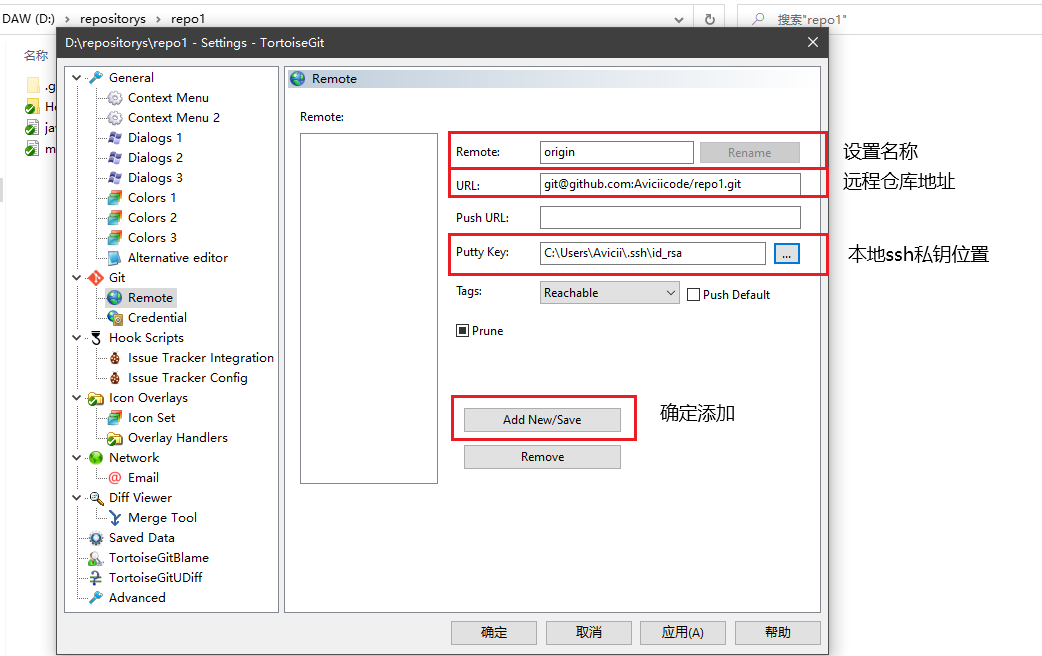 DAW (D:) › repositorys › repo1
搜索"repo1"
名称
D:\repositorys\repo1 - Settings - TortoiseGit
General
Context Menu
Context Menu 2
Dialogs 1
Dialogs 2
Dialogs 3
Colors 1
Colors 2
Colors 3
Alternative editor
Git
Remote
Credential
Hook Scripts
Issue Tracker Integration
Issue Tracker Config
Icon Overlays
Icon Set
Overlay Handlers
Network
Email
Diff Viewer
Merge Tool
Saved Data
TortoiseGitBlame
TortoiseGitUDiff
Advanced
Remote
Remote:
Remote: origin Rename
设置名称
URL: git@github.com:Aviciicode/repo1.git
远程仓库地址
Push URL:
Putty Key: C:\Users\Avicii\.ssh\id_rsa ...
本地ssh私钥位置
Tags: Reachable Push Default
Prune
Add New/Save
确定添加
Remove
确定 取消 应用(A) 帮助